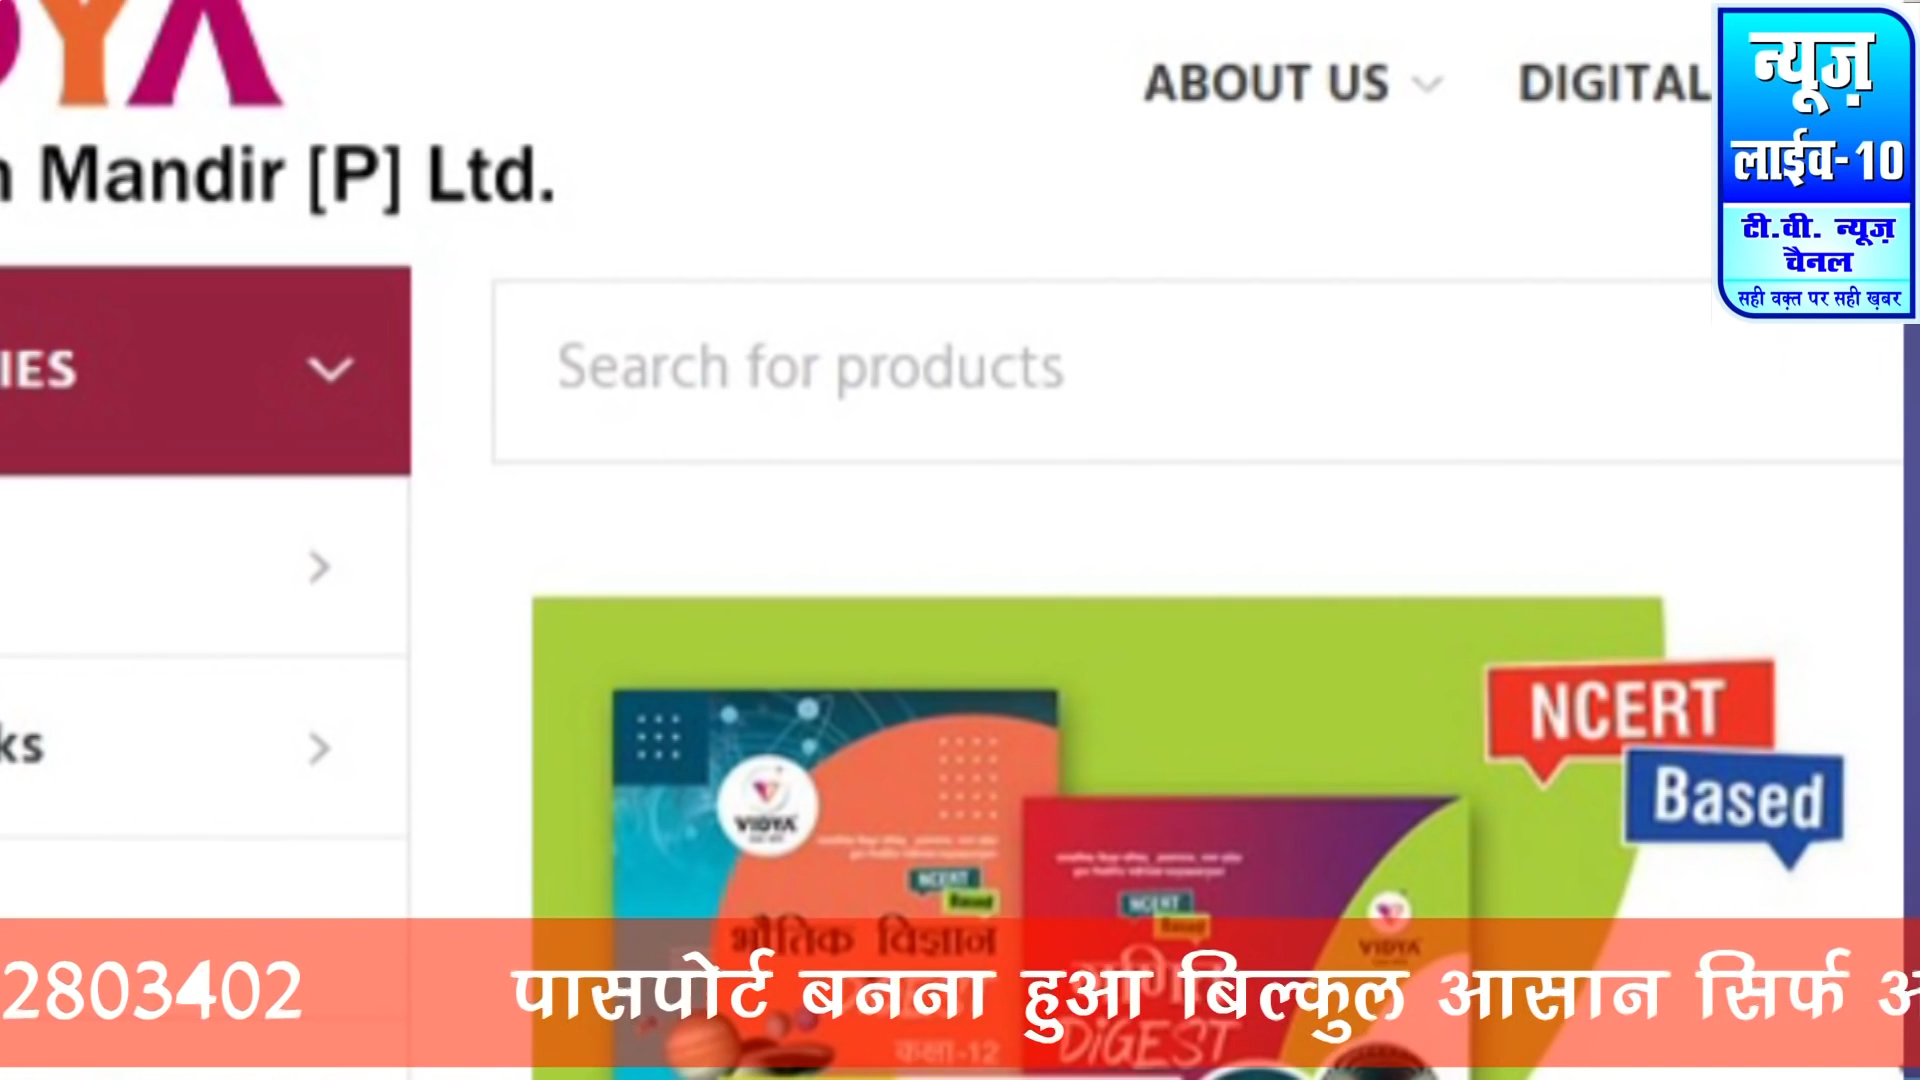 DYA
Mandir [P] Ltd.
ABOUT US
DIGITAL
न्यूज़
लाईव-10
टी.वी. न्यूज़
चैनल
सही वक़्त पर सही ख़बर
IES
Search for products
ks
NCERT
Based
VIDYA
NCERT
Based
भौतिक विज्ञान
कक्षा-12
NCERT
Based
VIDYA
DiGEST
2803402 पासपोर्ट बनना हुआ बिल्कुल आसान सिर्फ